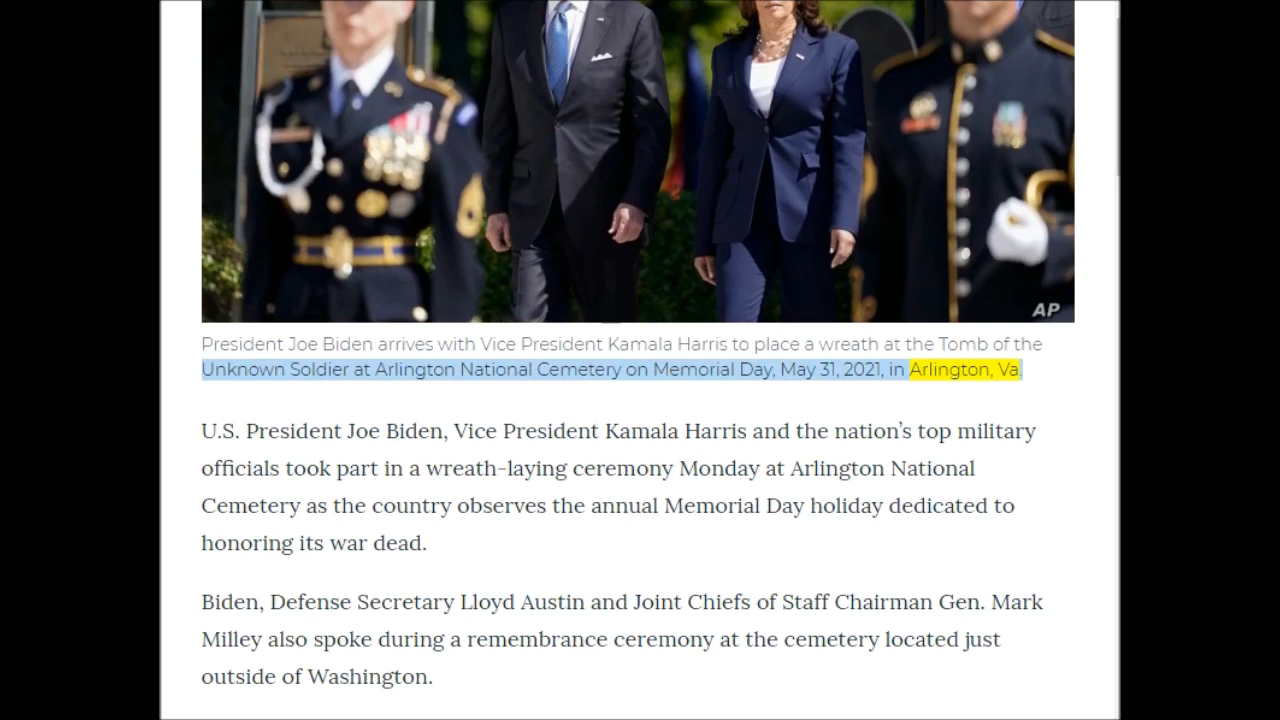 AP
President Joe Biden arrives with Vice President Kamala Harris to place a wreath at the Tomb of the
Unknown Soldier at Arlington National Cemetery on Memorial Day, May 31, 2021, in Arlington, Va.
U.S. President Joe Biden, Vice President Kamala Harris and the nation’s top military
officials took part in a wreath-laying ceremony Monday at Arlington National
Cemetery as the country observes the annual Memorial Day holiday dedicated to
honoring its war dead.
Biden, Defense Secretary Lloyd Austin and Joint Chiefs of Staff Chairman Gen. Mark
Milley also spoke during a remembrance ceremony at the cemetery located just
outside of Washington.